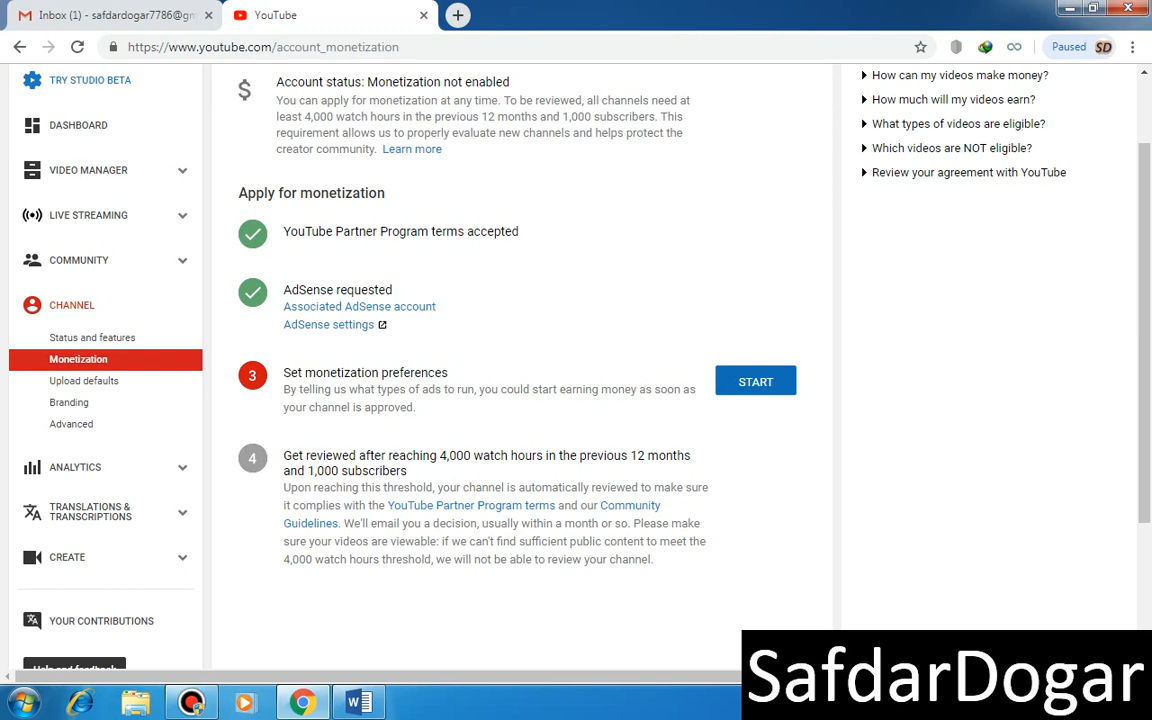 Inbox (1) - safdardogar7786@gm
YouTube
https://www.youtube.com/account_monetization
Paused
SD
TRY STUDIO BETA
DASHBOARD
VIDEO MANAGER
LIVE STREAMING
COMMUNITY
CHANNEL
Status and features
Monetization
Upload defaults
Branding
Advanced
ANALYTICS
TRANSLATIONS &
TRANSCRIPTIONS
CREATE
YOUR CONTRIBUTIONS
Help and feedback
Account status: Monetization not enabled
You can apply for monetization at any time. To be reviewed, all channels need at
least 4,000 watch hours in the previous 12 months and 1,000 subscribers. This
requirement allows us to properly evaluate new channels and helps protect the
creator community. Learn more
Apply for monetization
YouTube Partner Program terms accepted
AdSense requested
Associated AdSense account
AdSense settings
3
Set monetization preferences
By telling us what types of ads to run, you could start earning money as soon as
your channel is approved.
START
4
Get reviewed after reaching 4,000 watch hours in the previous 12 months
and 1,000 subscribers
Upon reaching this threshold, your channel is automatically reviewed to make sure
it complies with the YouTube Partner Program terms and our Community
Guidelines. We'll email you a decision, usually within a month or so. Please make
sure your videos are viewable: if we can't find sufficient public content to meet the
4,000 watch hours threshold, we will not be able to review your channel.
How can my videos make money?
How much will my videos earn?
What types of videos are eligible?
Which videos are NOT eligible?
Review your agreement with YouTube
SafdarDogar